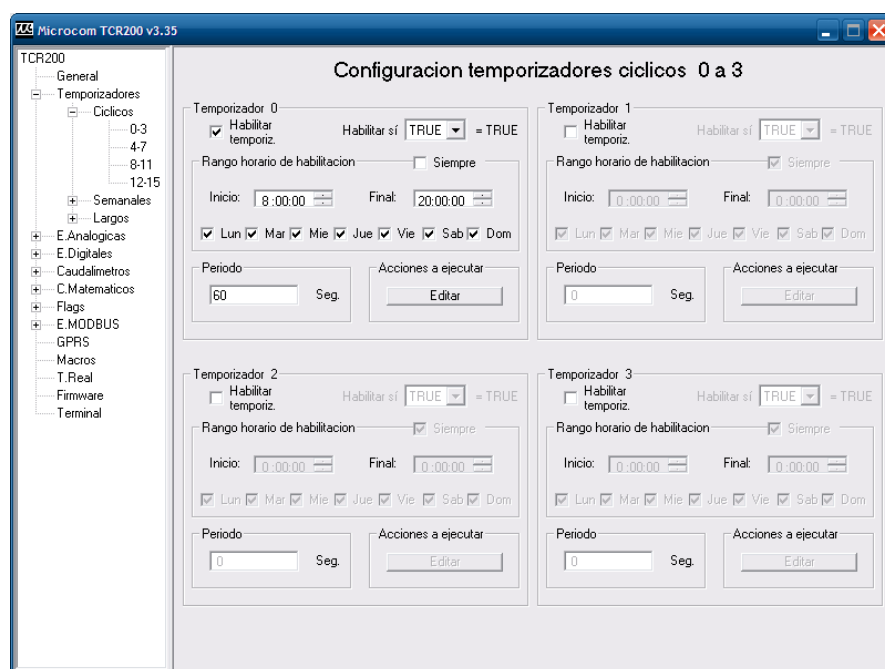 Microcom TCR200 v3.35
TCR200
General
Temporizadores
Ciclicos
0-3
4-7
8-11
12-15
Semanales
Largos
E.Analogicas
E.Digitales
Caudalimetros
C.Matematicos
Flags
E.MODBUS
GPRS
Macros
T.Real
Firmware
Terminal
Configuracion temporizadores ciclicos 0 a 3
Temporizador 0
Habilitar temporiz.
Habilitar sí TRUE = TRUE
Rango horario de habilitacion Siempre
Inicio: 8:00:00 Final: 20:00:00
Lun Mar Mie Jue Vie Sab Dom
Periodo
60 Seg.
Acciones a ejecutar
Editar
Temporizador 1
Habilitar temporiz.
Habilitar sí TRUE = TRUE
Rango horario de habilitacion Siempre
Inicio: 0:00:00 Final: 0:00:00
Lun Mar Mie Jue Vie Sab Dom
Periodo
0 Seg.
Acciones a ejecutar
Editar
Temporizador 2
Habilitar temporiz.
Habilitar sí TRUE = TRUE
Rango horario de habilitacion Siempre
Inicio: 0:00:00 Final: 0:00:00
Lun Mar Mie Jue Vie Sab Dom
Periodo
0 Seg.
Acciones a ejecutar
Editar
Temporizador 3
Habilitar temporiz.
Habilitar sí TRUE = TRUE
Rango horario de habilitacion Siempre
Inicio: 0:00:00 Final: 0:00:00
Lun Mar Mie Jue Vie Sab Dom
Periodo
0 Seg.
Acciones a ejecutar
Editar